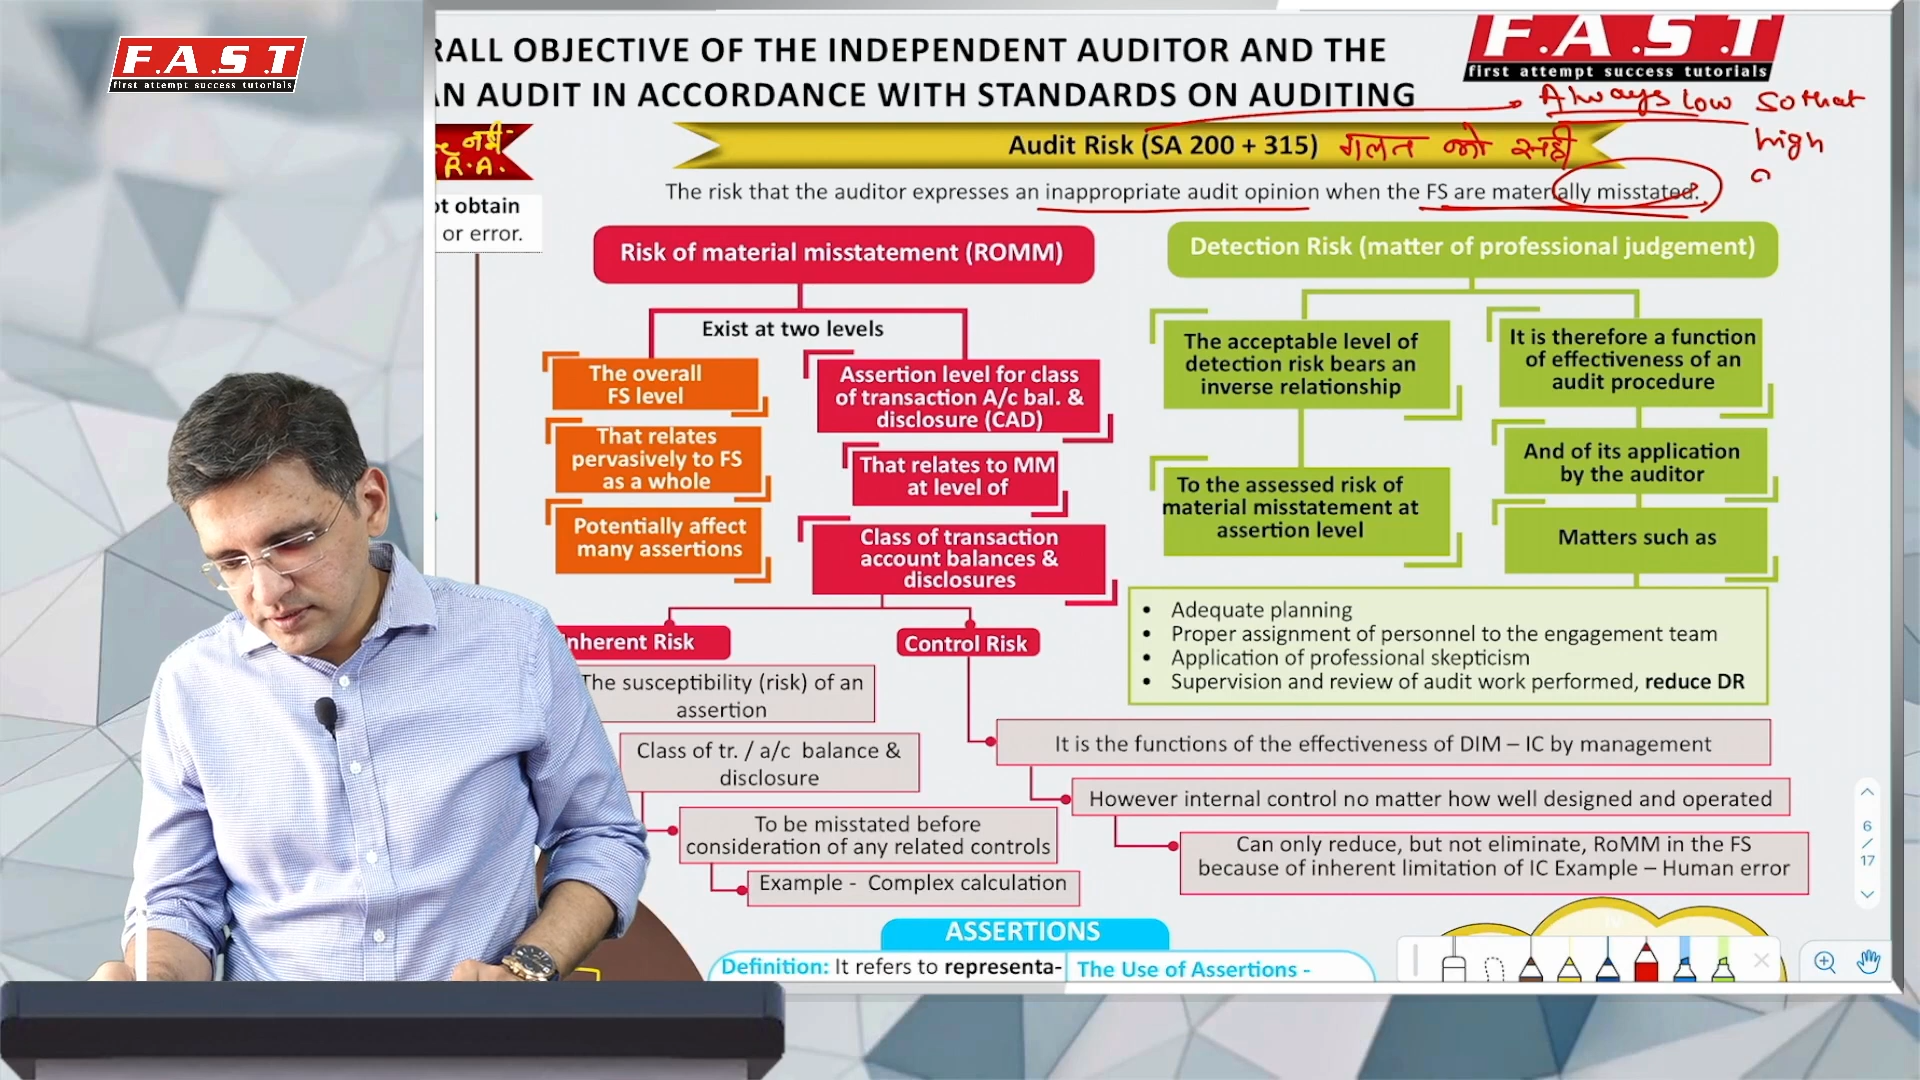 F.A.S.T
first attempt success tutorials
RALL OBJECTIVE OF THE INDEPENDENT AUDITOR AND THE
AN AUDIT IN ACCORDANCE WITH STANDARDS ON AUDITING
F.A.S.T
first attempt success tutorials
Always Low So that
high
नहीं
R.A.
Audit Risk (SA 200 + 315) गलत को सही
The risk that the auditor expresses an inappropriate audit opinion when the FS are materially misstated.
ot obtain
or error.
Risk of material misstatement (ROMM)
Exist at two levels
The overall
FS level
That relates
pervasively to FS
as a whole
Potentially affect
many assertions
Assertion level for class
of transaction A/c bal. &
disclosure (CAD)
That relates to MM
at level of
Class of transaction
account balances &
disclosures
Detection Risk (matter of professional judgement)
The acceptable level of
detection risk bears an
inverse relationship
To the assessed risk of
material misstatement at
assertion level
It is therefore a function
of effectiveness of an
audit procedure
And of its application
by the auditor
Matters such as
• Adequate planning
• Proper assignment of personnel to the engagement team
• Application of professional skepticism
• Supervision and review of audit work performed, reduce DR
Inherent Risk
The susceptibility (risk) of an
assertion
Class of tr. / a/c balance &
disclosure
To be misstated before
consideration of any related controls
Example - Complex calculation
Control Risk
It is the functions of the effectiveness of DIM – IC by management
However internal control no matter how well designed and operated
Can only reduce, but not eliminate, RoMM in the FS
because of inherent limitation of IC Example – Human error
6
/
17
ASSERTIONS
Definition: It refers to representa-
The Use of Assertions -